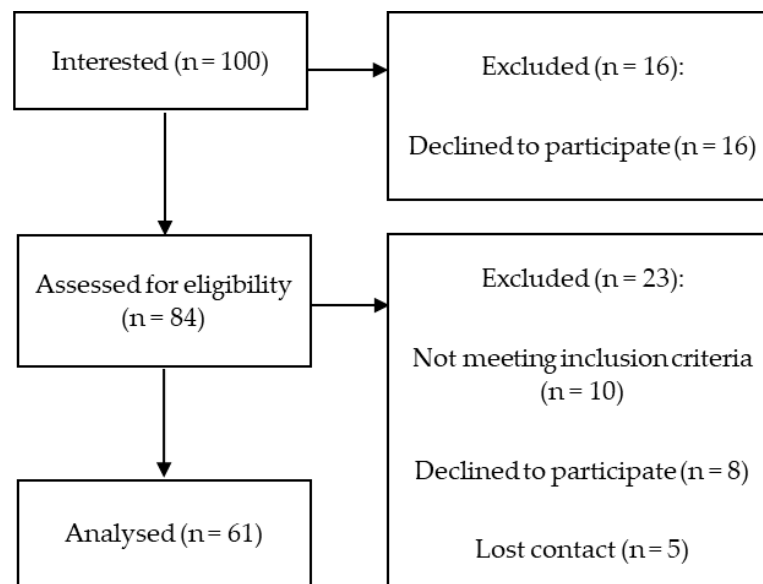 Interested (n = 100)
Excluded (n = 16):
Declined to participate (n = 16)
Assessed for eligibility
(n = 84)
Excluded (n = 23):
Not meeting inclusion criteria
(n = 10)
Declined to participate (n = 8)
Lost contact (n = 5)
Analysed (n = 61)